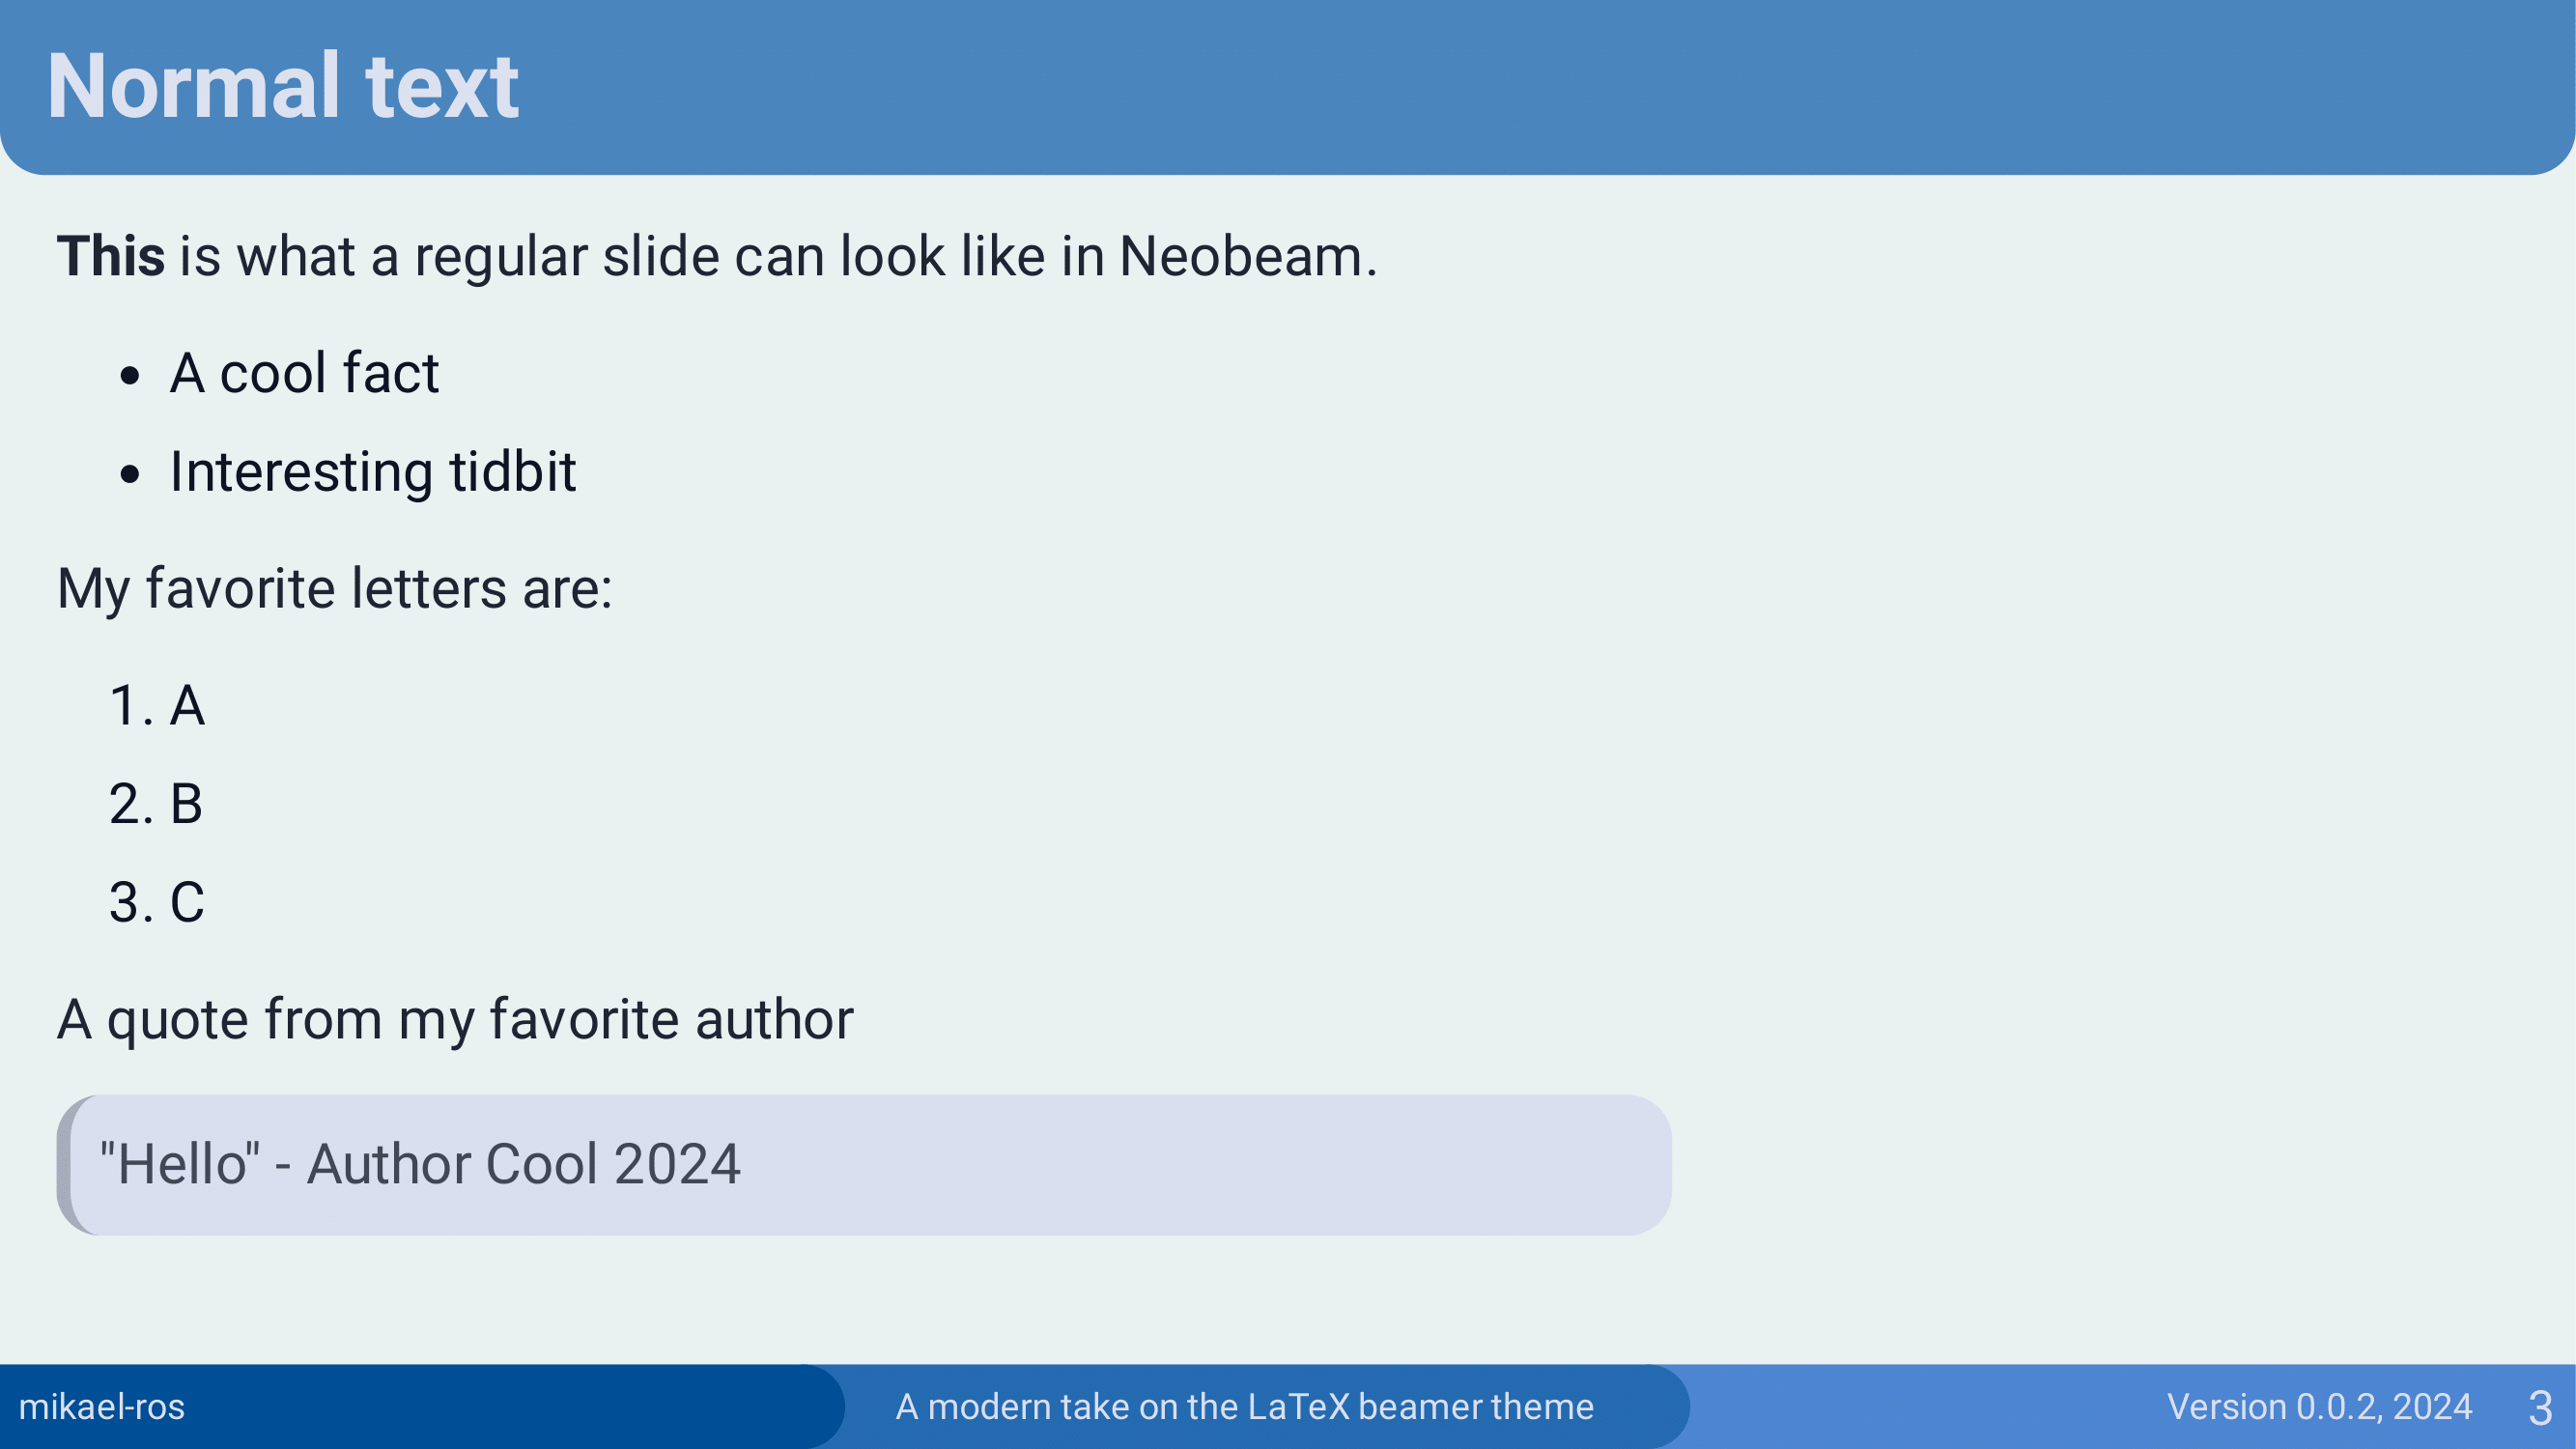 Normal text
This is what a regular slide can look like in Neobeam.
• A cool fact
• Interesting tidbit
My favorite letters are:
1. A
2. B
3. C
A quote from my favorite author
"Hello" - Author Cool 2024
mikael-ros
A modern take on the LaTeX beamer theme
Version 0.0.2, 2024
3